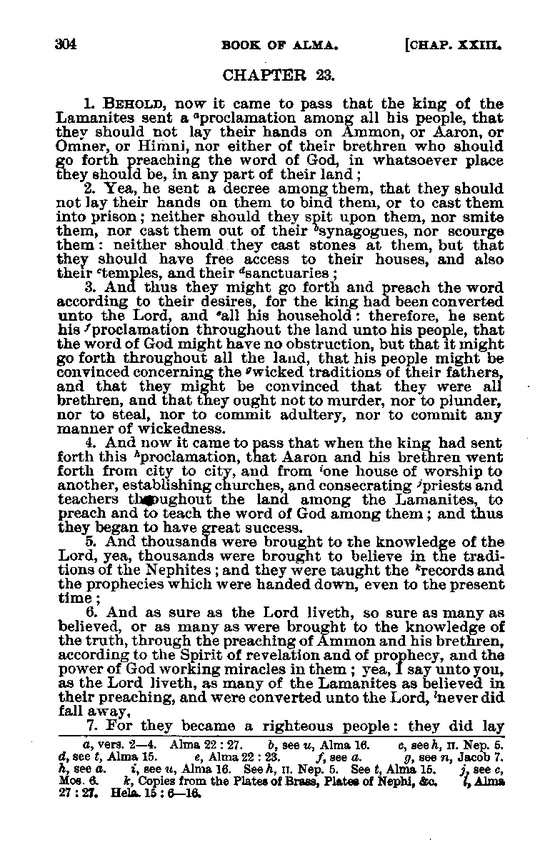 304 BOOK OF ALMA. [CHAP. XXIII.
CHAPTER 23.
1. BEHOLD, now it came to pass that the king of the
Lamanites sent a ᵃproclamation among all his people, that
they should not lay their hands on Ammon, or Aaron, or
Omner, or Himni, nor either of their brethren who should
go forth preaching the word of God, in whatsoever place
they should be, in any part of their land ;
2. Yea, he sent a decree among them, that they should
not lay their hands on them to bind them, or to cast them
into prison ; neither should they spit upon them, nor smite
them, nor cast them out of their ᵇsynagogues, nor scourge
them : neither should they cast stones at them, but that
they should have free access to their houses, and also
their ᶜtemples, and their ᵈsanctuaries ;
3. And thus they might go forth and preach the word
according to their desires, for the king had been converted
unto the Lord, and ᵉall his household : therefore, he sent
his ᶠproclamation throughout the land unto his people, that
the word of God might have no obstruction, but that it might
go forth throughout all the land, that his people might be
convinced concerning the ᵍwicked traditions of their fathers,
and that they might be convinced that they were all
brethren, and that they ought not to murder, nor to plunder,
nor to steal, nor to commit adultery, nor to commit any
manner of wickedness.
4. And now it came to pass that when the king had sent
forth this ʰproclamation, that Aaron and his brethren went
forth from city to city, and from ⁱone house of worship to
another, establishing churches, and consecrating ʲpriests and
teachers throughout the land among the Lamanites, to
preach and to teach the word of God among them ; and thus
they began to have great success.
5. And thousands were brought to the knowledge of the
Lord, yea, thousands were brought to believe in the tradi-
tions of the Nephites ; and they were taught the ᵏrecords and
the prophecies which were handed down, even to the present
time ;
6. And as sure as the Lord liveth, so sure as many as
believed, or as many as were brought to the knowledge of
the truth, through the preaching of Ammon and his brethren,
according to the Spirit of revelation and of prophecy, and the
power of God working miracles in them ; yea, I say unto you,
as the Lord liveth, as many of the Lamanites as believed in
their preaching, and were converted unto the Lord, ˡnever did
fall away.
7. For they became a righteous people : they did lay
a, vers. 2—4. Alma 22 : 27. b, see u, Alma 16. c, see h, II. Nep. 5.
d, see t, Alma 15. e, Alma 22 : 23. f, see a. g, see n, Jacob 7.
h, see a. i, see u, Alma 16. See h, II. Nep. 5. See t, Alma 15. j, see c,
Mos. 6. k, Copies from the Plates of Brass, Plates of Nephi, &c. l, Alma
27 : 27. Hela. 15 : 6—16.